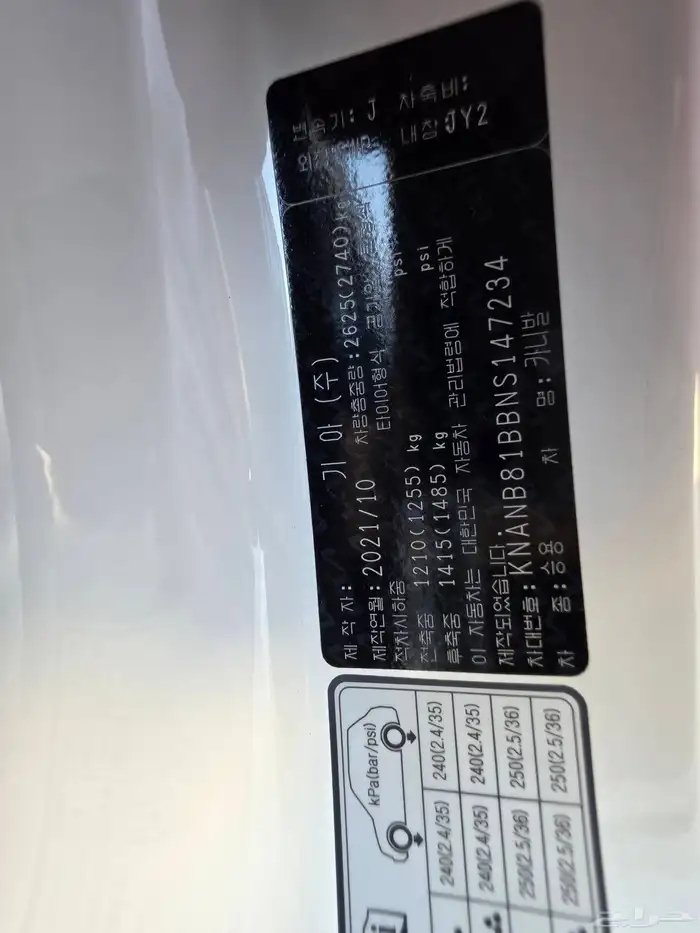 제 작 자: 기 아 (주)
제작연월: 2021/10 차량총중량:2625(2740)kg
적차시하중 타이어형식
전축중 1210(1255) kg psi
후축중 1415(1485) kg psi
이 자동차는 대한민국 자동차 관리법령에 적합하게
제작되었습니다.
차대번호: KNANB81BBNS147234
차 종: 승용 차 명: 카니발
변속기: J 차축비:
내장 JY2
kPa(bar/psi)
240(2.4/35) 240(2.4/35)
240(2.4/35) 240(2.4/35)
250(2.5/36) 250(2.5/36)
250(2.5/36) 250(2.5/36)
حراج